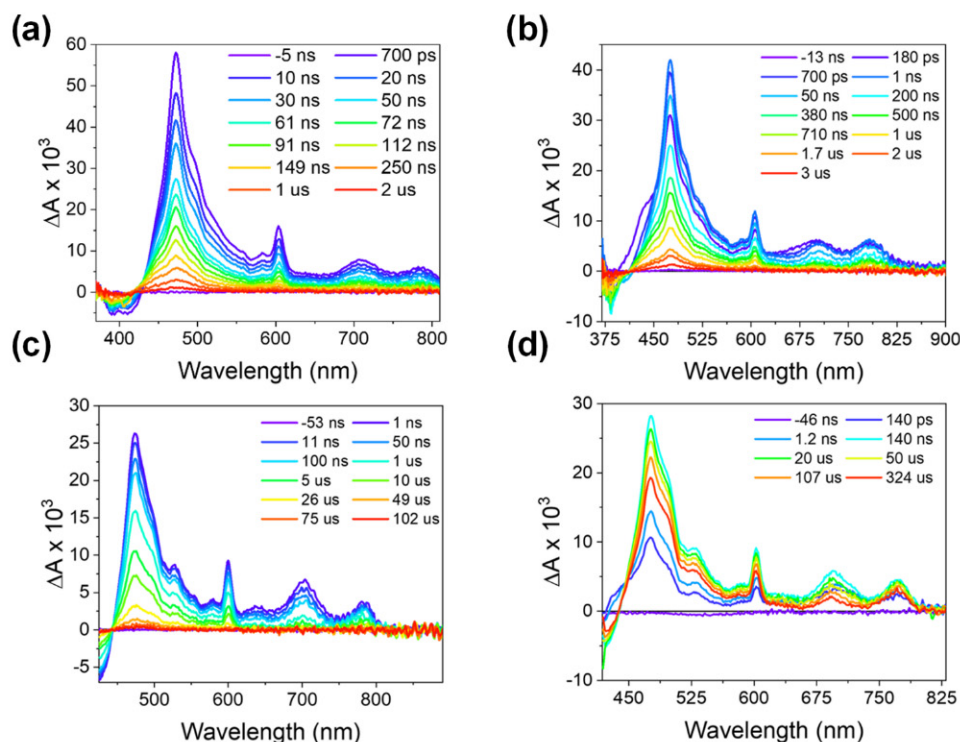 (a)
ΔA x 10³
60
50
40
30
20
10
0
-5 ns 700 ps
10 ns 20 ns
30 ns 50 ns
61 ns 72 ns
91 ns 112 ns
149 ns 250 ns
1 us 2 us
400 500 600 700 800
Wavelength (nm)
(b)
ΔA x 10³
40
30
20
10
0
-10
-13 ns 180 ps
700 ps 1 ns
50 ns 200 ns
380 ns 500 ns
710 ns 1 us
1.7 us 2 us
3 us
375 450 525 600 675 750 825 900
Wavelength (nm)
(c)
ΔA x 10³
30
25
20
15
10
5
0
-5
-53 ns 1 ns
11 ns 50 ns
100 ns 1 us
5 us 10 us
26 us 49 us
75 us 102 us
500 600 700 800
Wavelength (nm)
(d)
ΔA x 10³
30
20
10
0
-10
-46 ns 140 ps
1.2 ns 140 ns
20 us 50 us
107 us 324 us
450 525 600 675 750 825
Wavelength (nm)